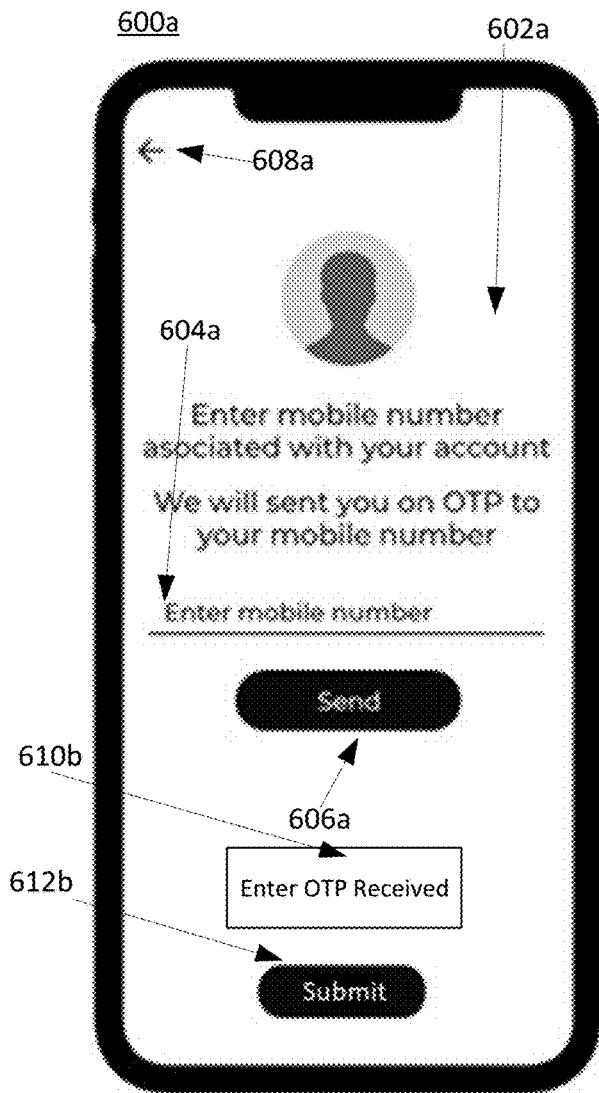 600a
602a
608a
604a
Enter mobile number
asociated with your account
We will sent you on OTP to
your mobile number
Enter mobile number
Send
610b
606a
Enter OTP Received
612b
Submit